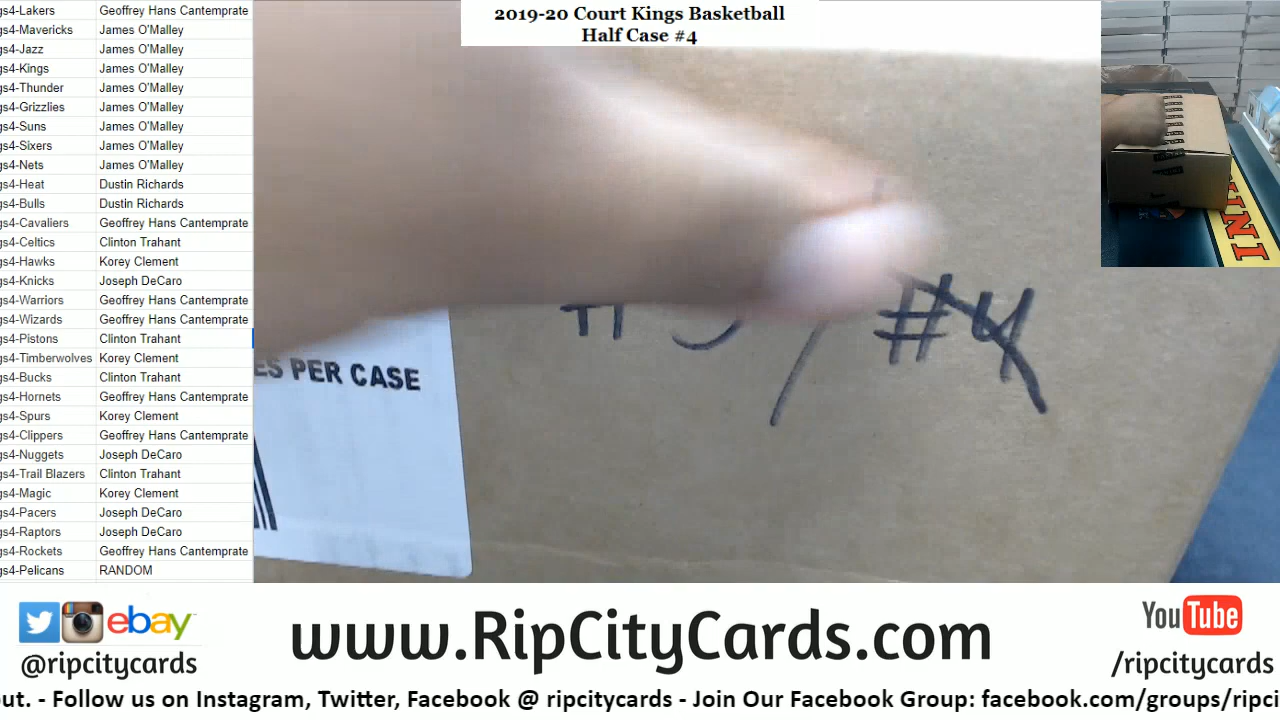 2019-20 Court Kings Basketball
Half Case #4
gs4-Lakers Geoffrey Hans Cantemprate
gs4-Mavericks James O'Malley
gs4-Jazz James O'Malley
gs4-Kings James O'Malley
gs4-Thunder James O'Malley
gs4-Grizzlies James O'Malley
gs4-Suns James O'Malley
gs4-Sixers James O'Malley
gs4-Nets James O'Malley
gs4-Heat Dustin Richards
gs4-Bulls Dustin Richards
gs4-Cavaliers Geoffrey Hans Cantemprate
gs4-Celtics Clinton Trahant
gs4-Hawks Korey Clement
gs4-Knicks Joseph DeCaro
gs4-Warriors Geoffrey Hans Cantemprate
gs4-Wizards Geoffrey Hans Cantemprate
gs4-Pistons Clinton Trahant
gs4-Timberwolves Korey Clement
gs4-Bucks Clinton Trahant
gs4-Hornets Geoffrey Hans Cantemprate
gs4-Spurs Korey Clement
gs4-Clippers Geoffrey Hans Cantemprate
gs4-Nuggets Joseph DeCaro
gs4-Trail Blazers Clinton Trahant
gs4-Magic Korey Clement
gs4-Pacers Joseph DeCaro
gs4-Raptors Joseph DeCaro
gs4-Rockets Geoffrey Hans Cantemprate
gs4-Pelicans RANDOM
ES PER CASE
#4
INI
ebay
@ripcitycards
www.RipCityCards.com
YouTube
/ripcitycards
out. - Follow us on Instagram, Twitter, Facebook @ ripcitycards - Join Our Facebook Group: facebook.com/groups/ripci